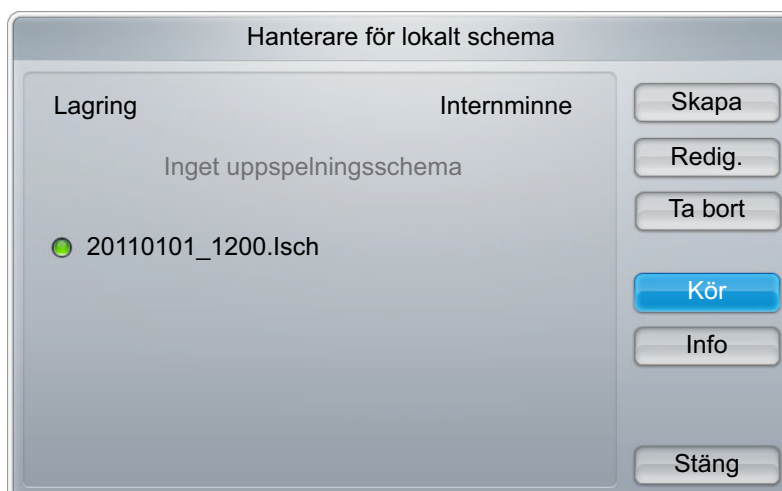 Hanterare för lokalt schema
Lagring Internminne
Inget uppspelningsschema
20110101_1200.lsch
Skapa
Redig.
Ta bort
Kör
Info
Stäng